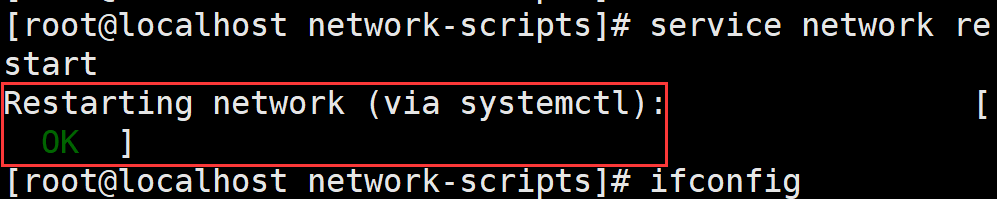 [root@localhost network-scripts]# service network re
start
Restarting network (via systemctl):                [
  OK  ]
[root@localhost network-scripts]# ifconfig